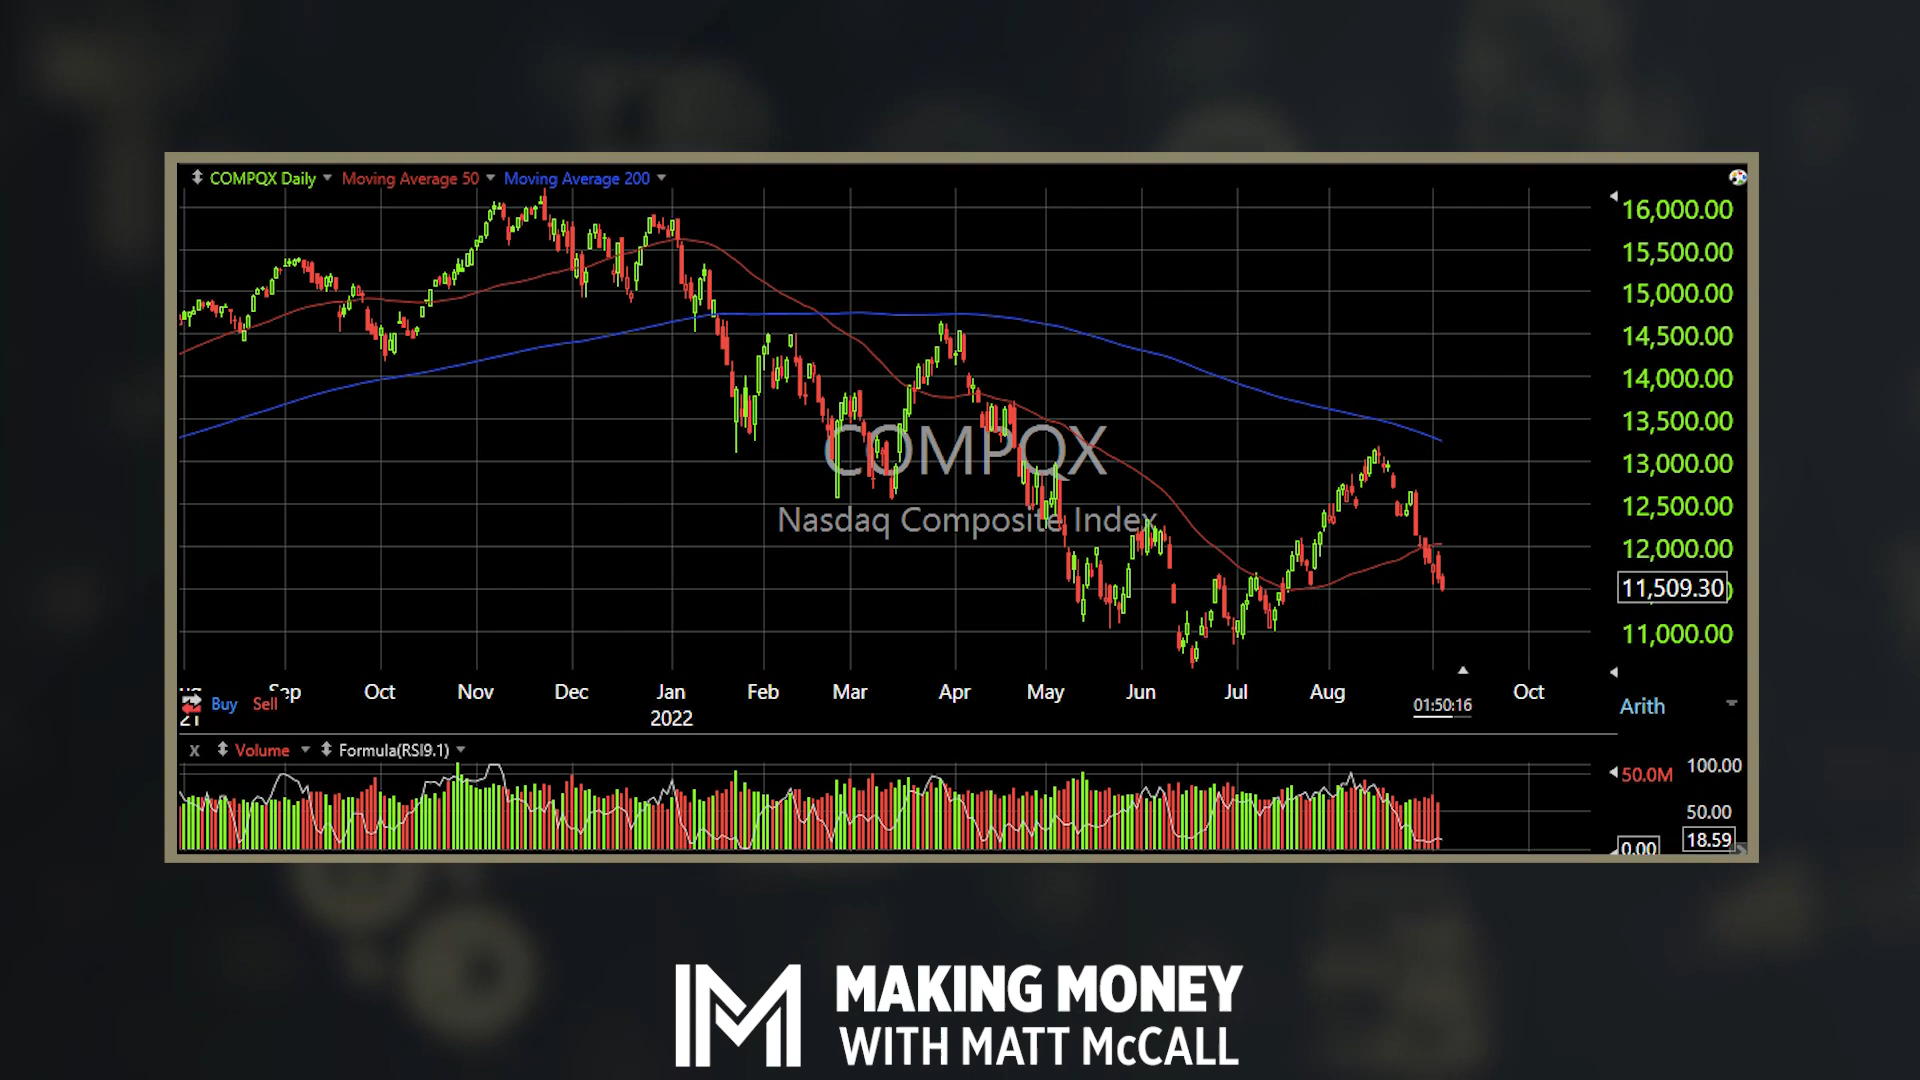 COMPQX Daily Moving Average 50 Moving Average 200
16,000.00
15,500.00
15,000.00
14,500.00
14,000.00
13,500.00
13,000.00
12,500.00
12,000.00
11,509.30
11,000.00
COMPQX
Nasdaq Composite Index
Sep Oct Nov Dec Jan Feb Mar Apr May Jun Jul Aug Oct
2022
Buy Sell
01:50:16
Arith
x Volume Formula(RSI9.1)
50.0M 100.00
50.00
0.00 18.59
MAKING MONEY
WITH MATT McCALL